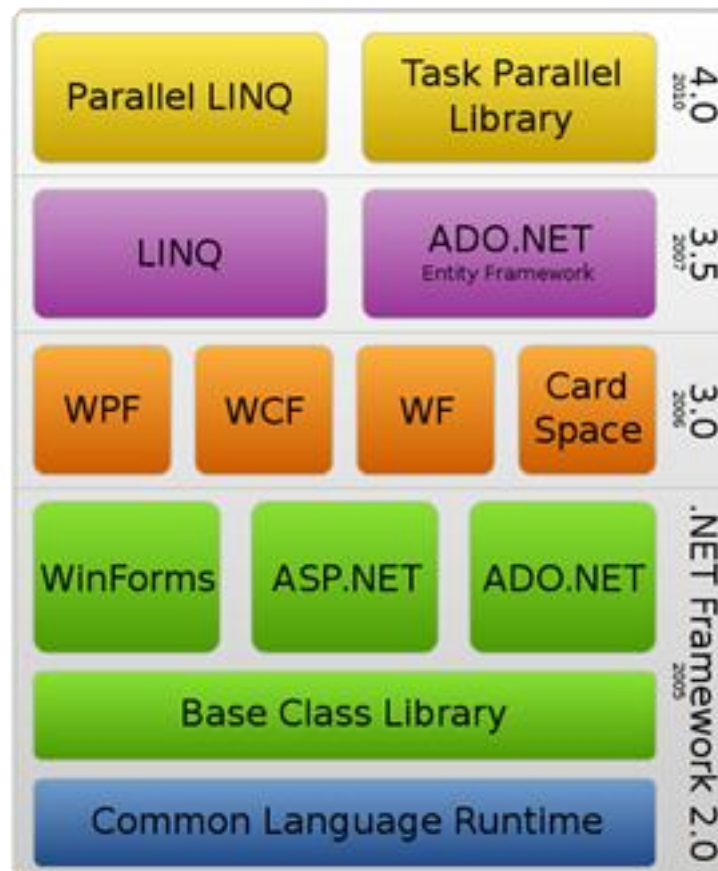 Parallel LINQ
Task Parallel
Library
4.0
2010
LINQ
ADO.NET
Entity Framework
3.5
2007
WPF
WCF
WF
Card
Space
3.0
2006
WinForms
ASP.NET
ADO.NET
Base Class Library
Common Language Runtime
.NET Framework 2.0
2005